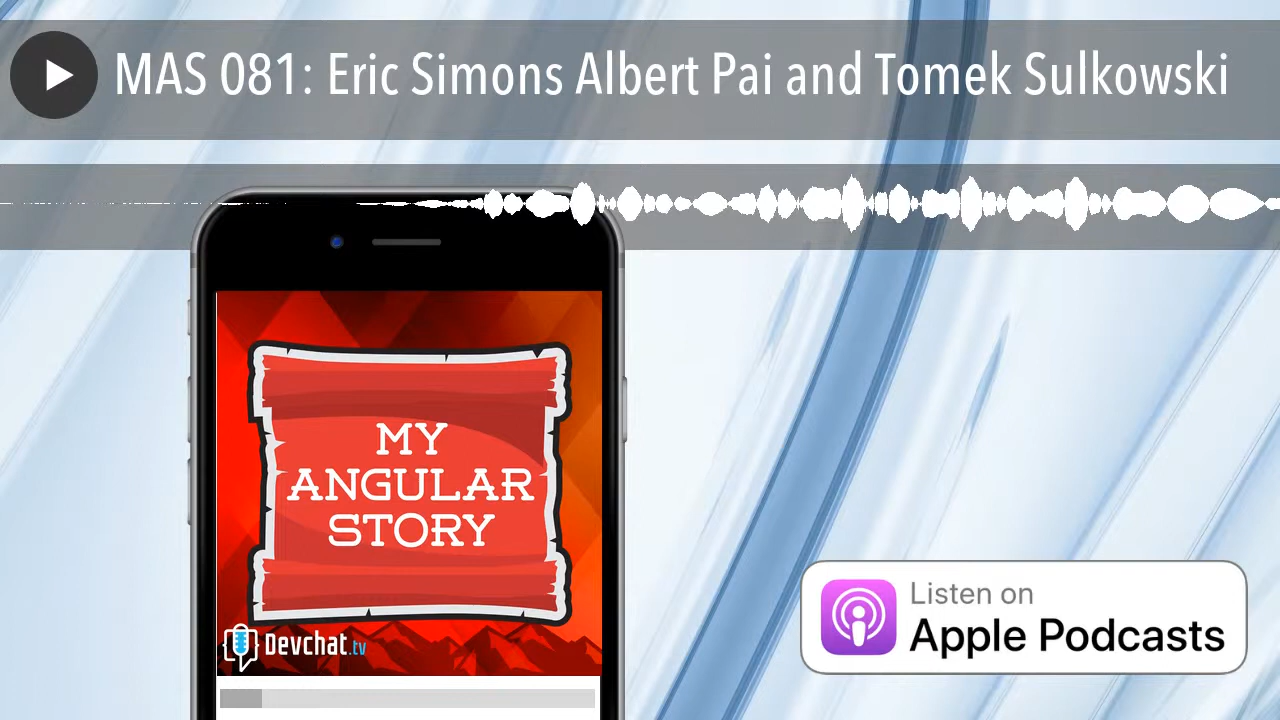 MAS 081: Eric Simons Albert Pai and Tomek Sulkowski
MY
ANGULAR
STORY
Devchat.tv
Listen on
Apple Podcasts